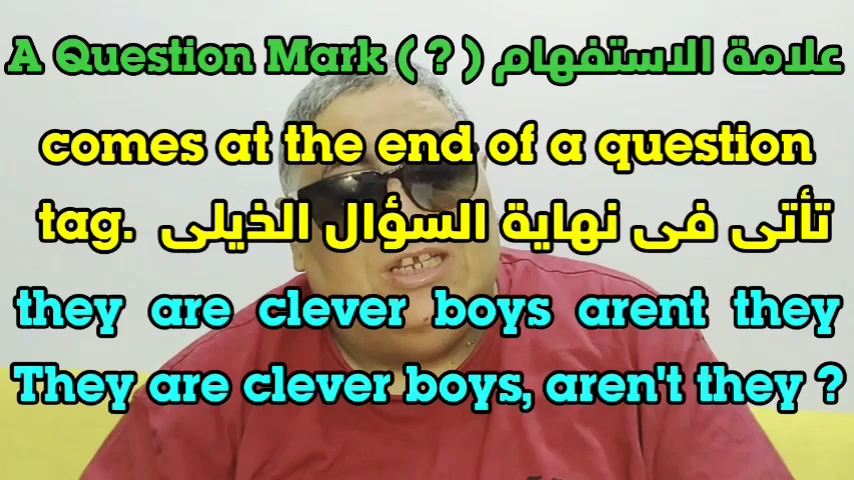 A Question Mark ( ? ) علامة الاستفهام
comes at the end of a question
tag. تأتى فى نهاية السؤال الذيلى
they are clever boys arent they
They are clever boys, aren't they ?